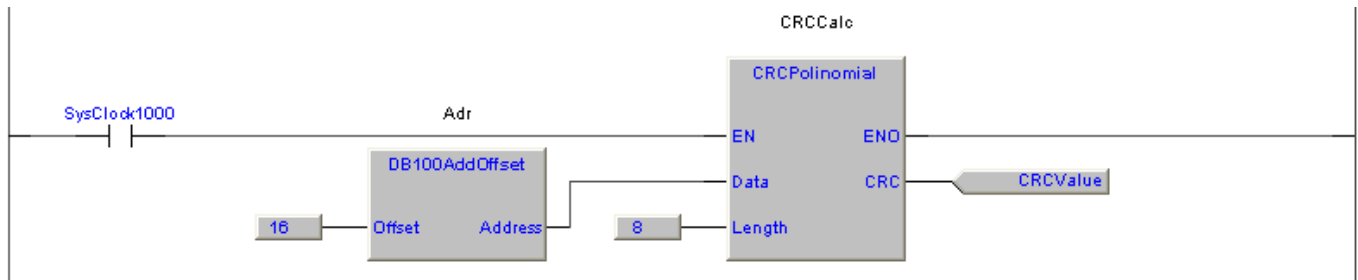 CRCCalc
CRCPolinomial
SysClock1000
Adr
EN ENO
DB100AddOffset
Data CRC CRCValue
16 Offset Address 8 Length